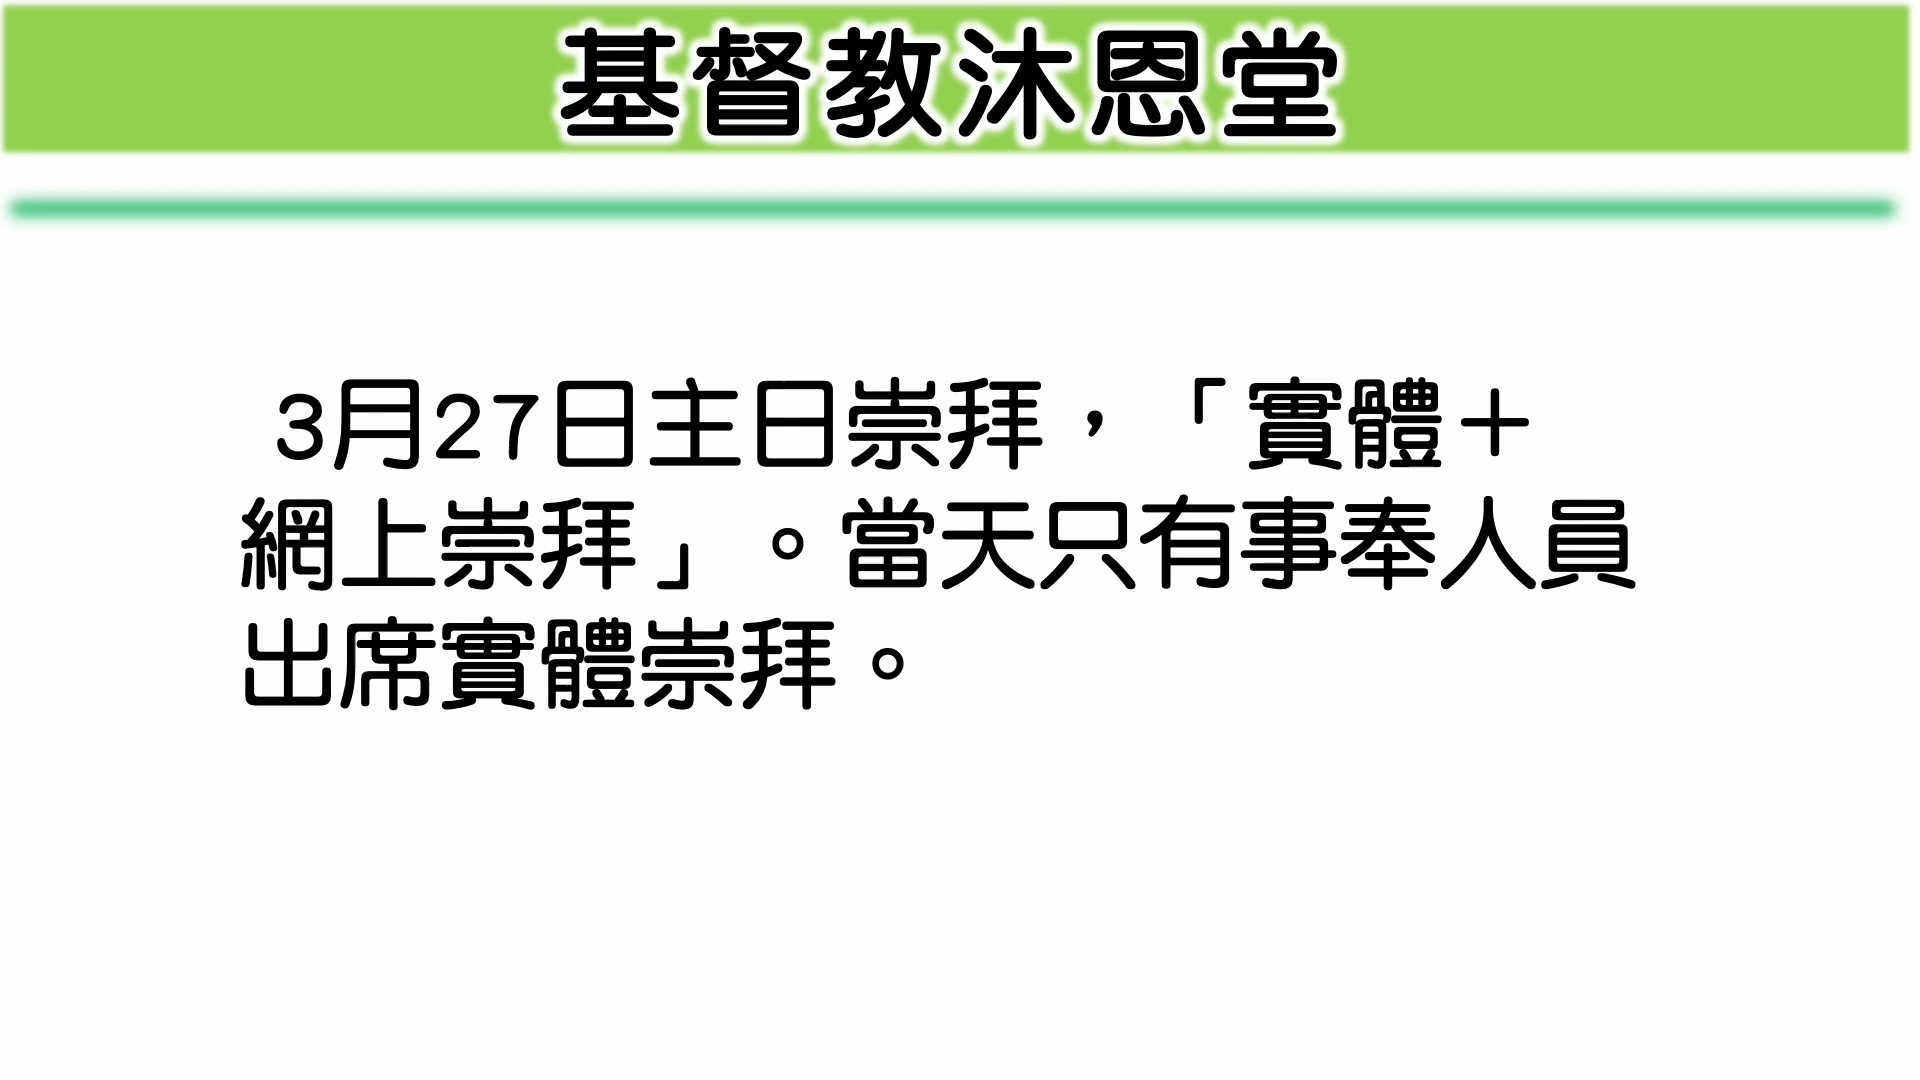 基督教沐恩堂
3月27日主日崇拜，「實體＋
網上崇拜」。當天只有事奉人員
出席實體崇拜。